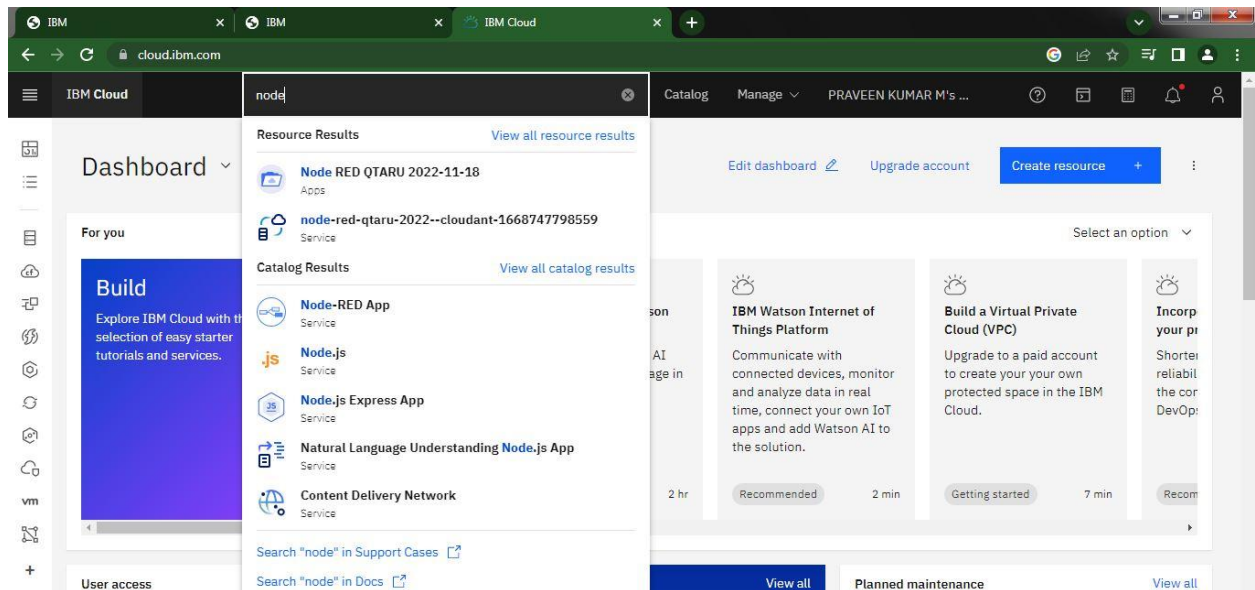 IBM
IBM
IBM Cloud
cloud.ibm.com
IBM Cloud
node
Catalog
Manage
PRAVEEN KUMAR M's ...
Dashboard
Edit dashboard
Upgrade account
Create resource +
Resource Results
View all resource results
Node RED QTARU 2022-11-18
Apps
node-red-qtaru-2022--cloudant-1668747798559
Service
Catalog Results
View all catalog results
Node-RED App
Service
.js
Node.js
Service
JS
Node.js Express App
Service
Natural Language Understanding Node.js App
Service
Content Delivery Network
Service
Search "node" in Support Cases
Search "node" in Docs
For you
Select an option
Build
Explore IBM Cloud with th
selection of easy starter
tutorials and services.
son
AI
age in
2 hr
IBM Watson Internet of
Things Platform
Communicate with
connected devices, monitor
and analyze data in real
time, connect your own IoT
apps and add Watson AI to
the solution.
Recommended
2 min
Build a Virtual Private
Cloud (VPC)
Upgrade to a paid account
to create your your own
protected space in the IBM
Cloud.
Getting started
7 min
Incorp
your pr
Shorter
reliabil
the cor
DevOp
Recom
vm
+
User access
View all
Planned maintenance
View all